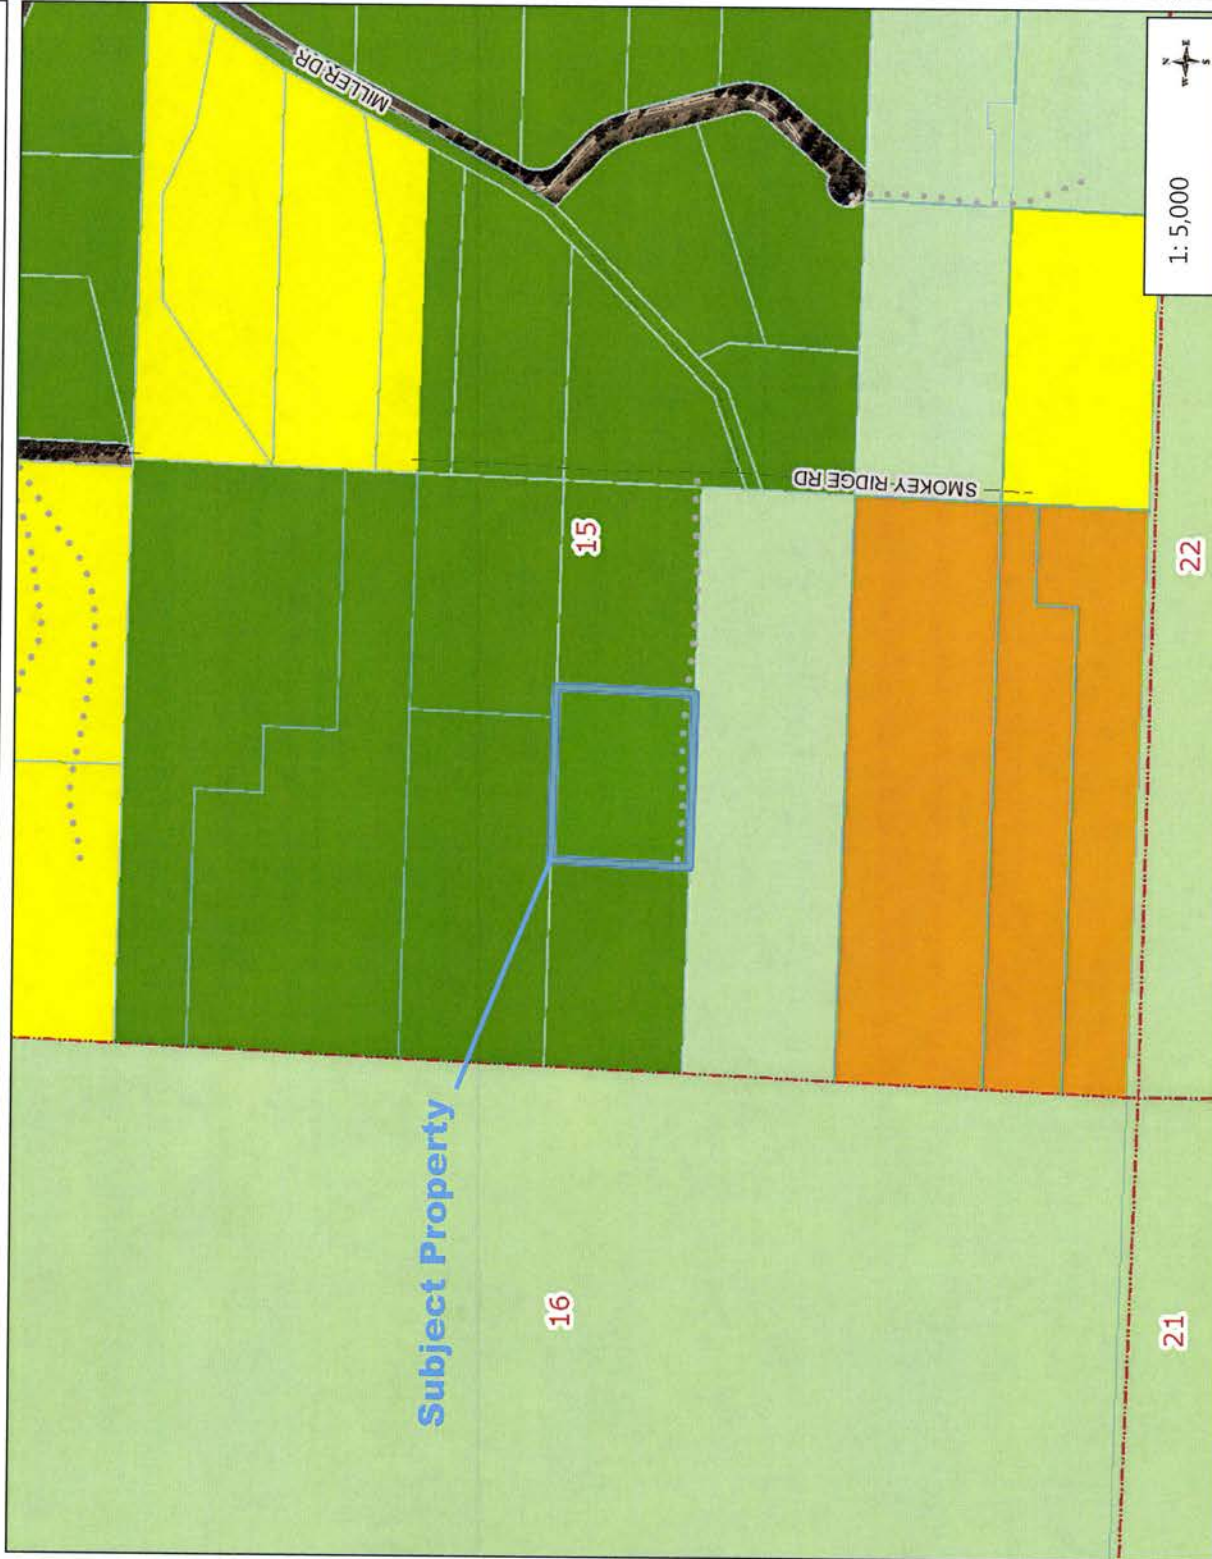 MILLER DR
SMOKEY RIDGE RD
15
Subject Property
16
22
21
1: 5,000
N
W
E
S